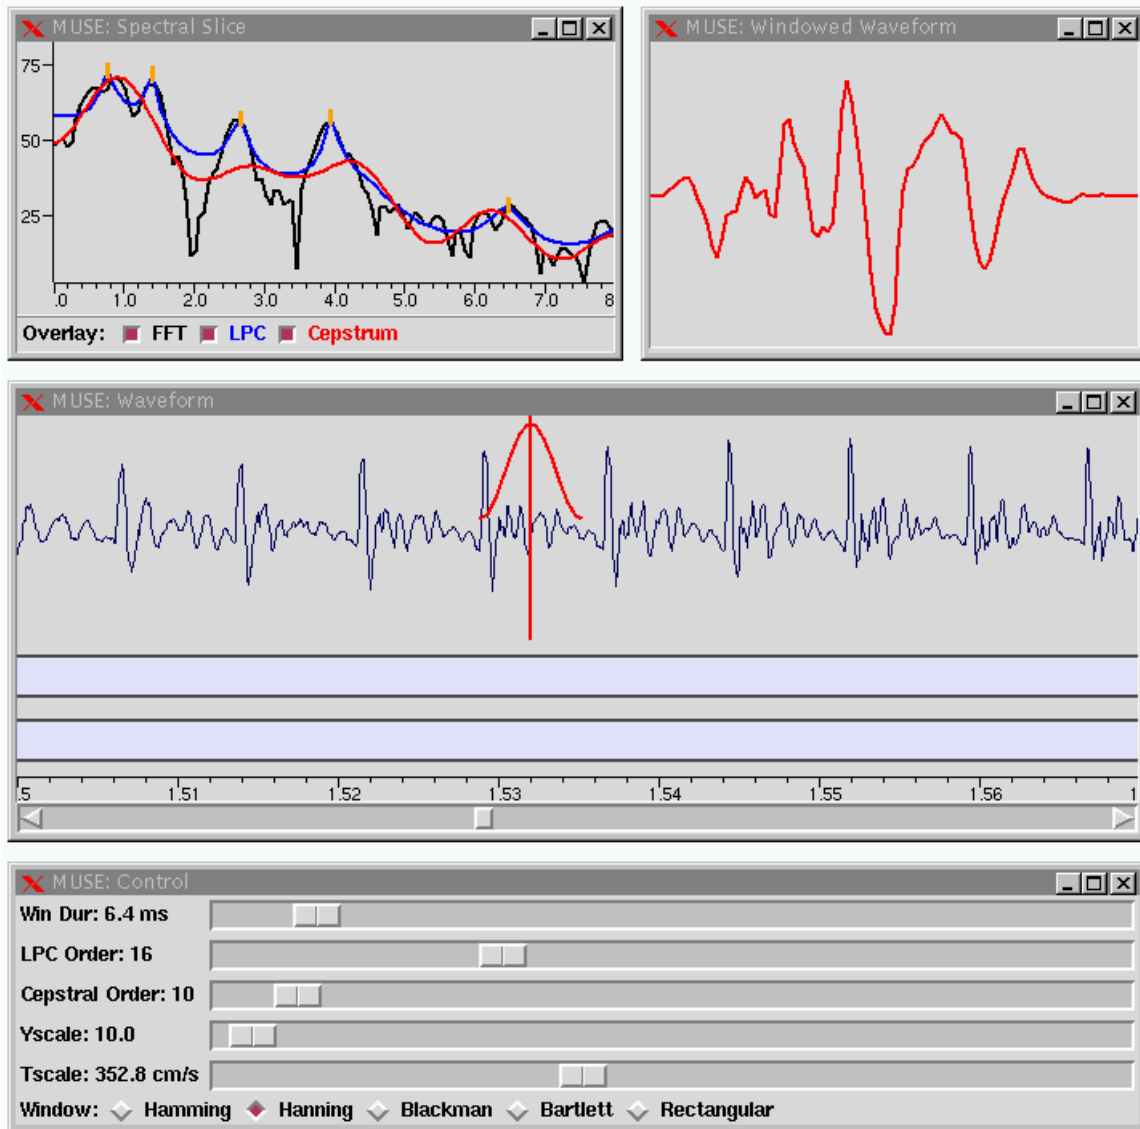 MUSE: Spectral Slice
75
50
25
.0 1.0 2.0 3.0 4.0 5.0 6.0 7.0 8
Overlay: FFT LPC Cepstrum
MUSE: Windowed Waveform
MUSE: Waveform
.5 1.51 1.52 1.53 1.54 1.55 1.56 1
MUSE: Control
Win Dur: 6.4 ms
LPC Order: 16
Cepstral Order: 10
Yscale: 10.0
Tscale: 352.8 cm/s
Window: Hamming Hanning Blackman Bartlett Rectangular